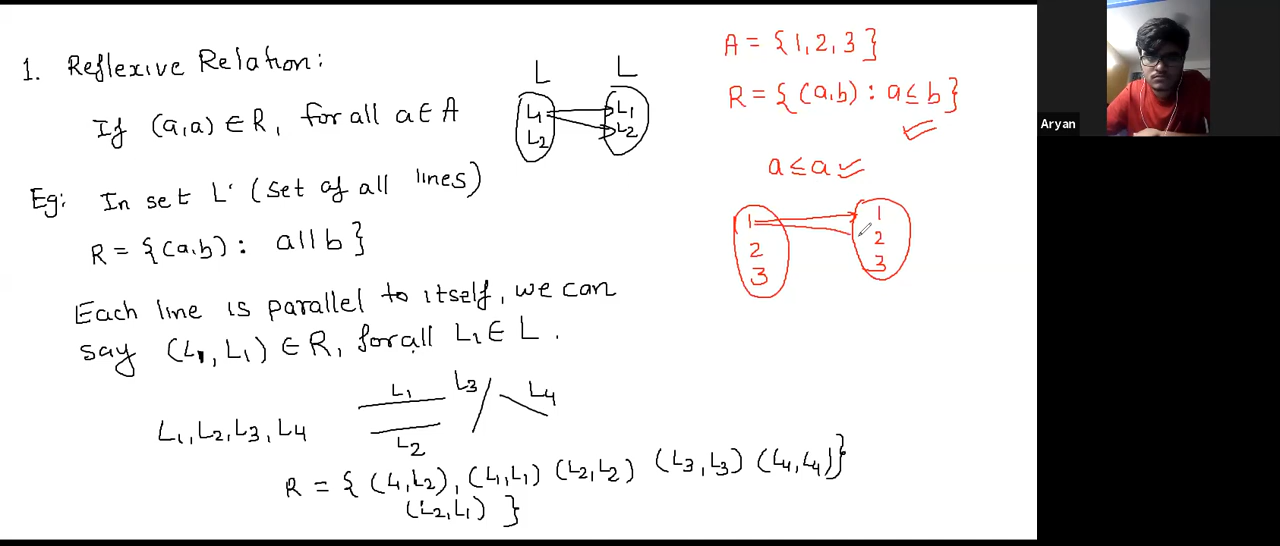 1. Reflexive Relation:
If (a,a) ∈ R, for all a ∈ A
Eg: In set L' (Set of all lines)
R = {(a,b) : a || b}
Each line is parallel to itself, we can
say (L1, L1) ∈ R, for all L1 ∈ L.
L1, L2, L3, L4
L1
L2
L3
L4
R = { (L1,L2), (L1,L1) (L2,L2) (L3,L3) (L4,L4)}
(L2,L1) }
L L
L1 L1
L2 L2
A = {1,2,3}
R = {(a,b) : a ≤ b}
a ≤ a
1 1
2 2
3 3
Aryan